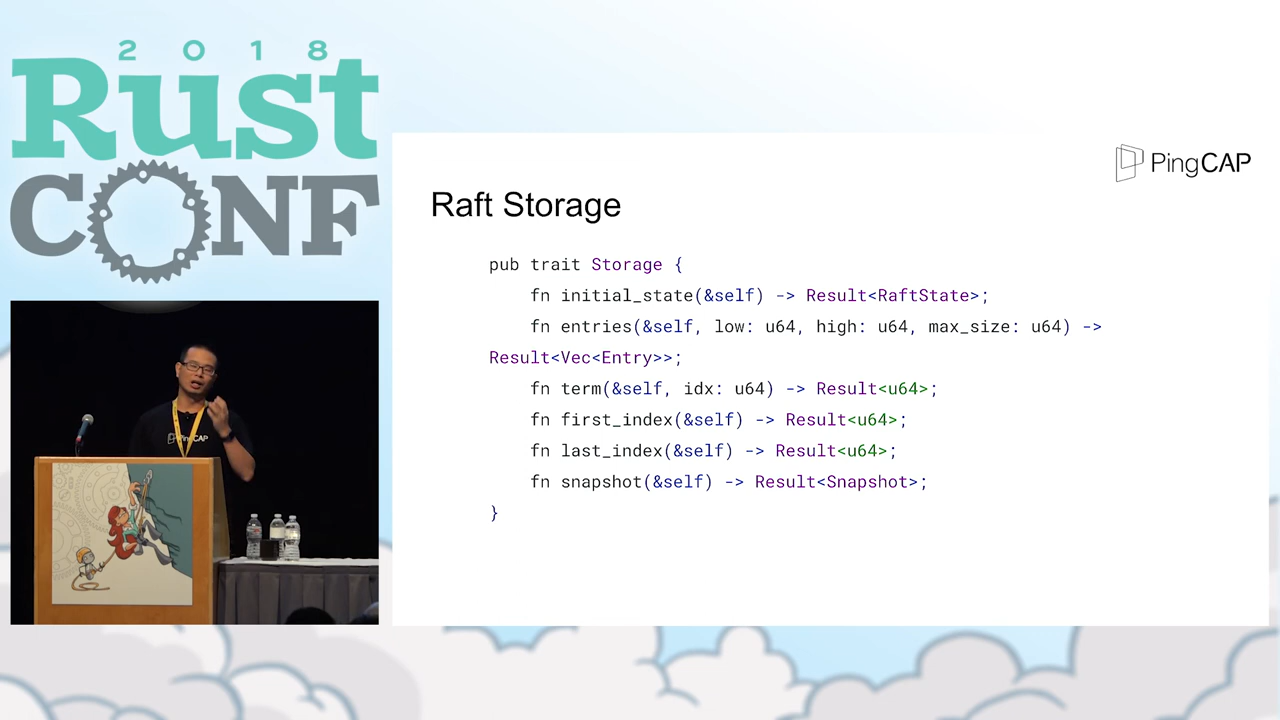 2018
Rust
CONF
PingCAP
PingCAP
Raft Storage
pub trait Storage {
    fn initial_state(&self) -> Result<RaftState>;
    fn entries(&self, low: u64, high: u64, max_size: u64) ->
Result<Vec<Entry>>;
    fn term(&self, idx: u64) -> Result<u64>;
    fn first_index(&self) -> Result<u64>;
    fn last_index(&self) -> Result<u64>;
    fn snapshot(&self) -> Result<Snapshot>;
}